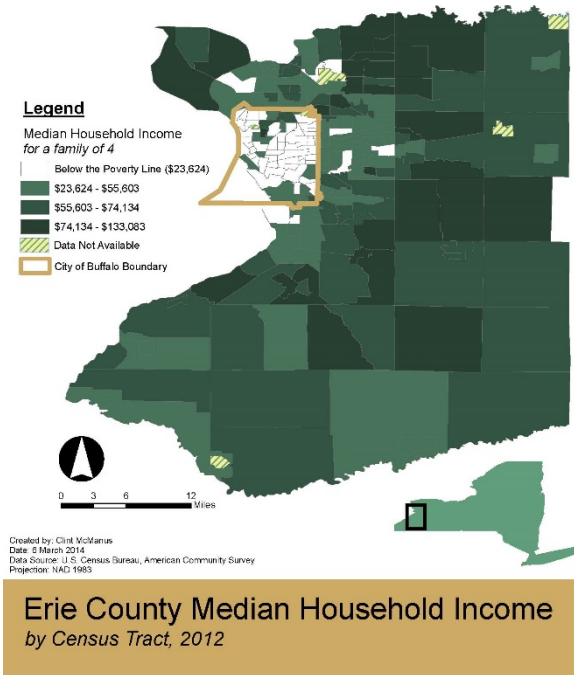 Legend
Median Household Income
for a family of 4
Below the Poverty Line ($23,624)
$23,624 - $55,603
$55,603 - $74,134
$74,134 - $133,083
Data Not Available
City of Buffalo Boundary
0 3 6 12
Miles
Created by: Clint McManus
Date: 6 March 2014
Data Source: U.S. Census Bureau, American Community Survey
Projection: NAD 1983
Erie County Median Household Income
by Census Tract, 2012